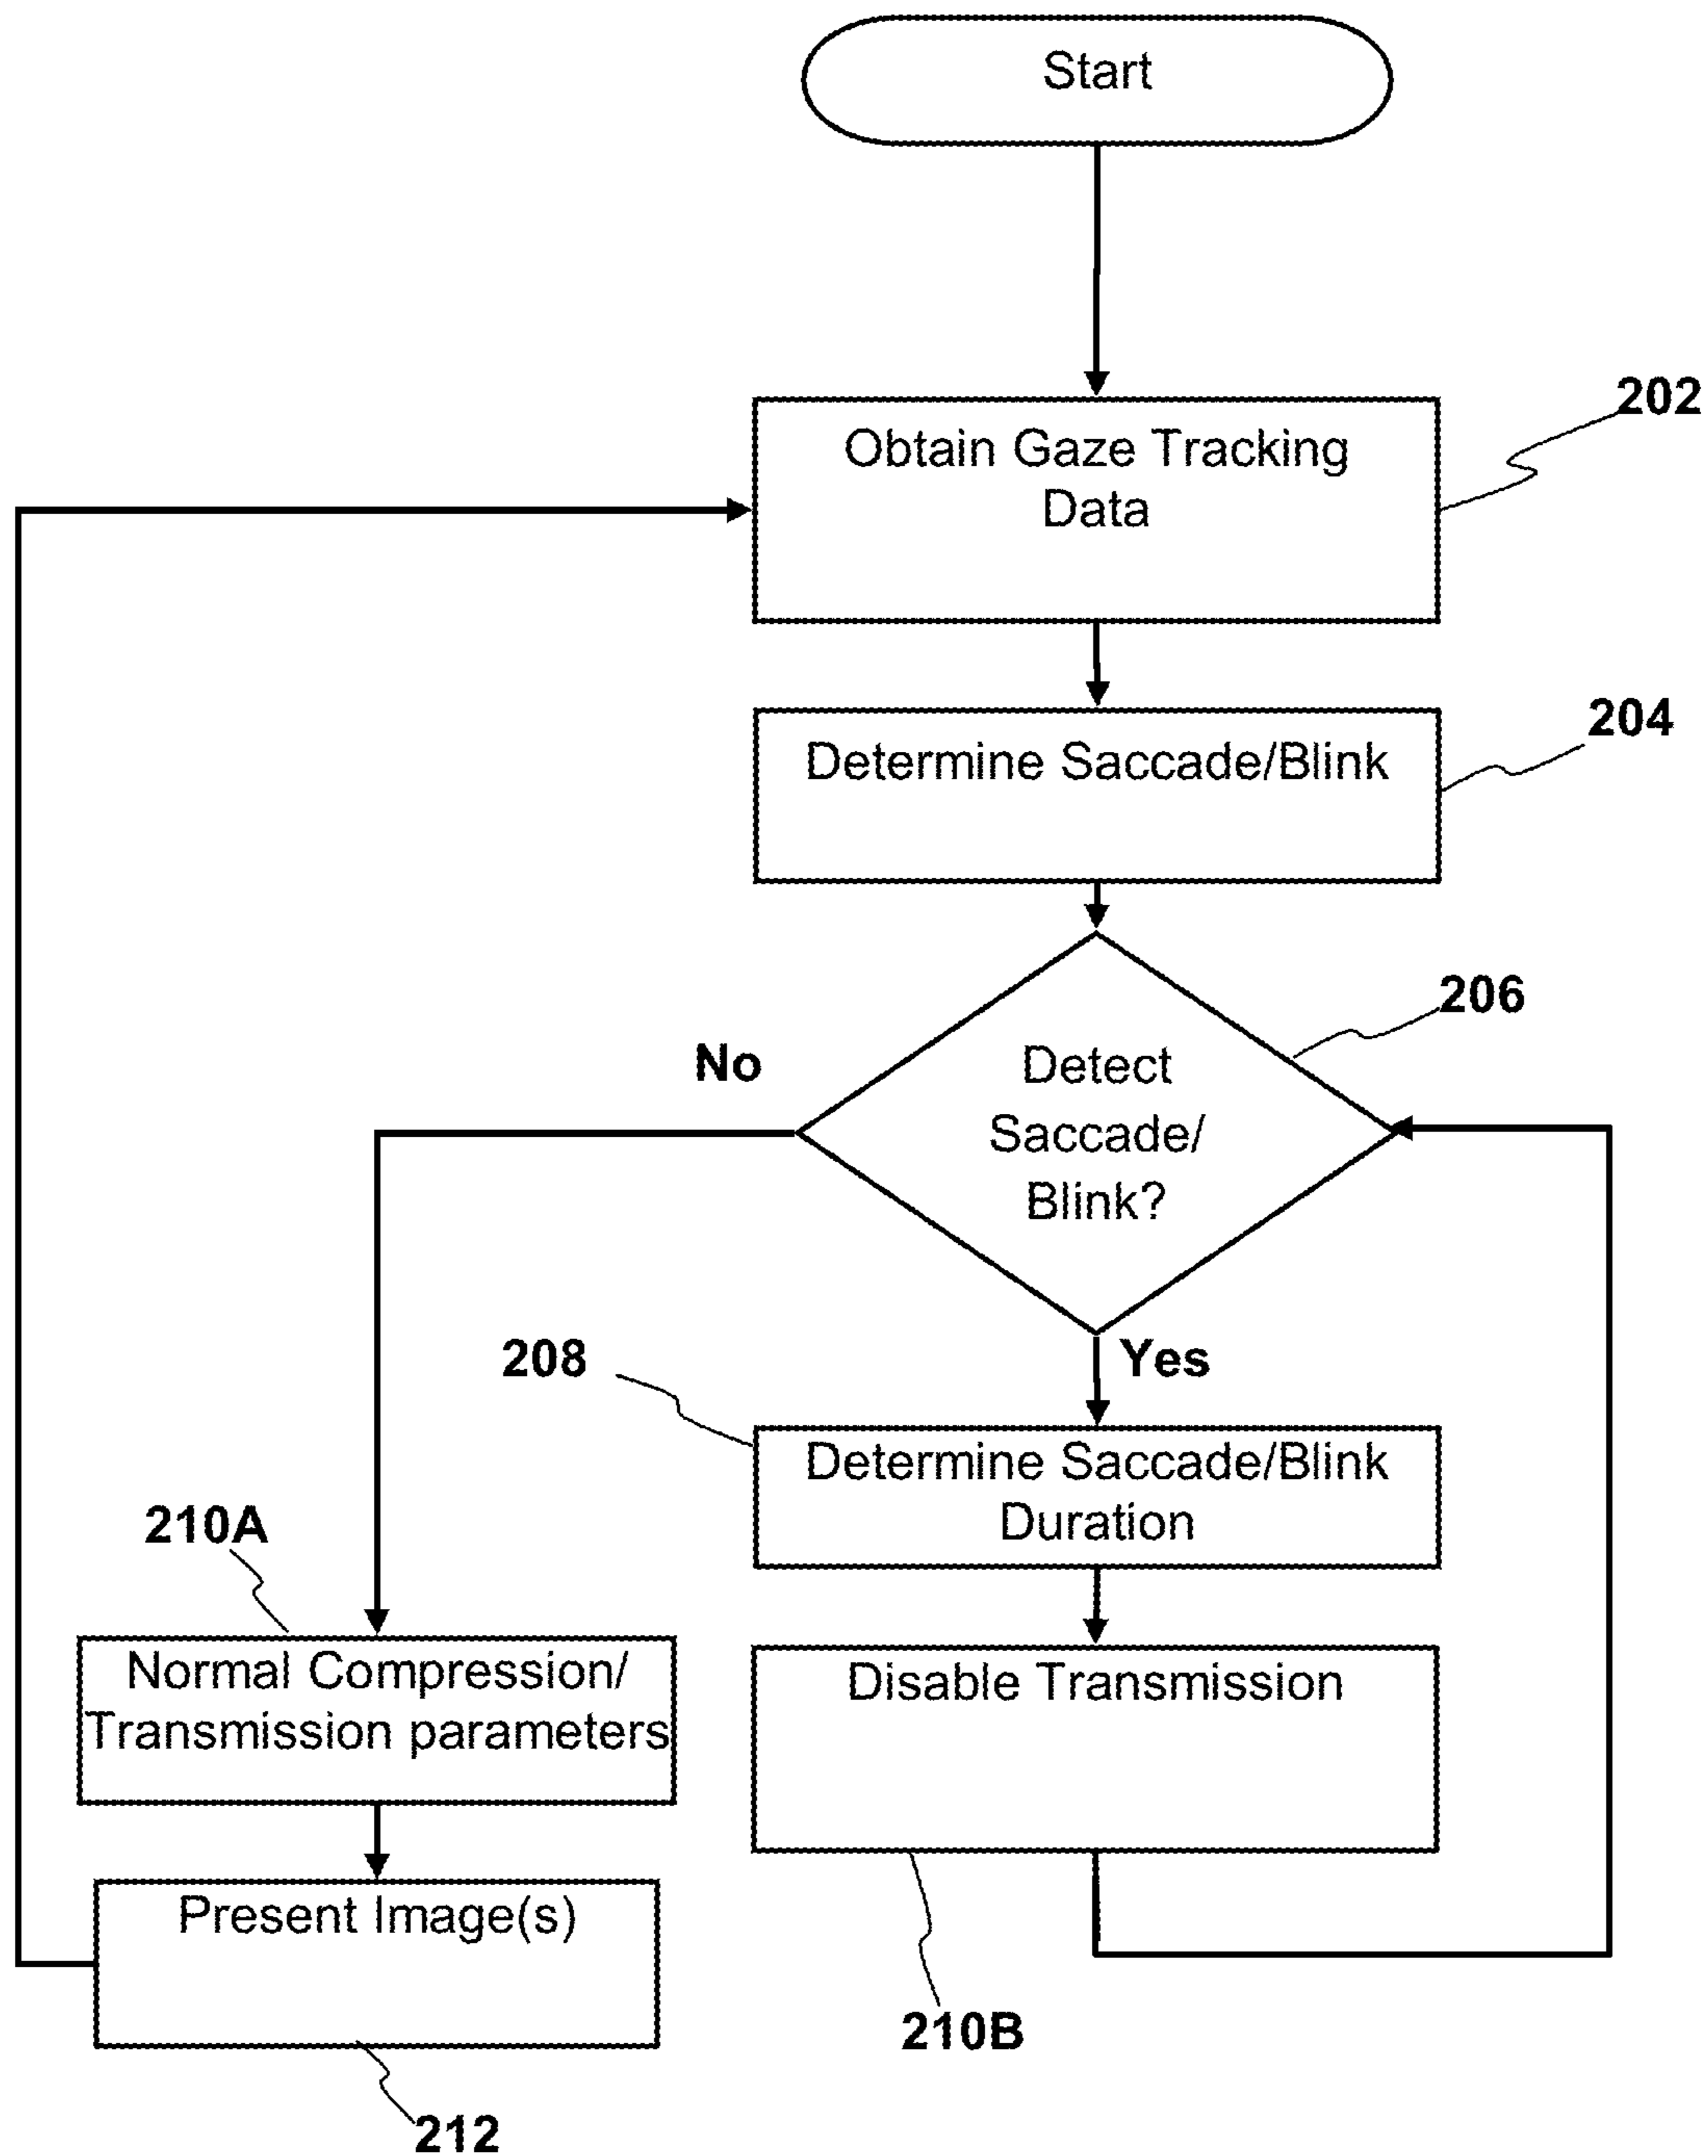 Start
202
Obtain Gaze Tracking
Data
204
Determine Saccade/Blink
206
No
Detect
Saccade/
Blink?
Yes
208
Determine Saccade/Blink
Duration
210A
Normal Compression/
Transmission parameters
Disable Transmission
Present Image(s)
210B
212